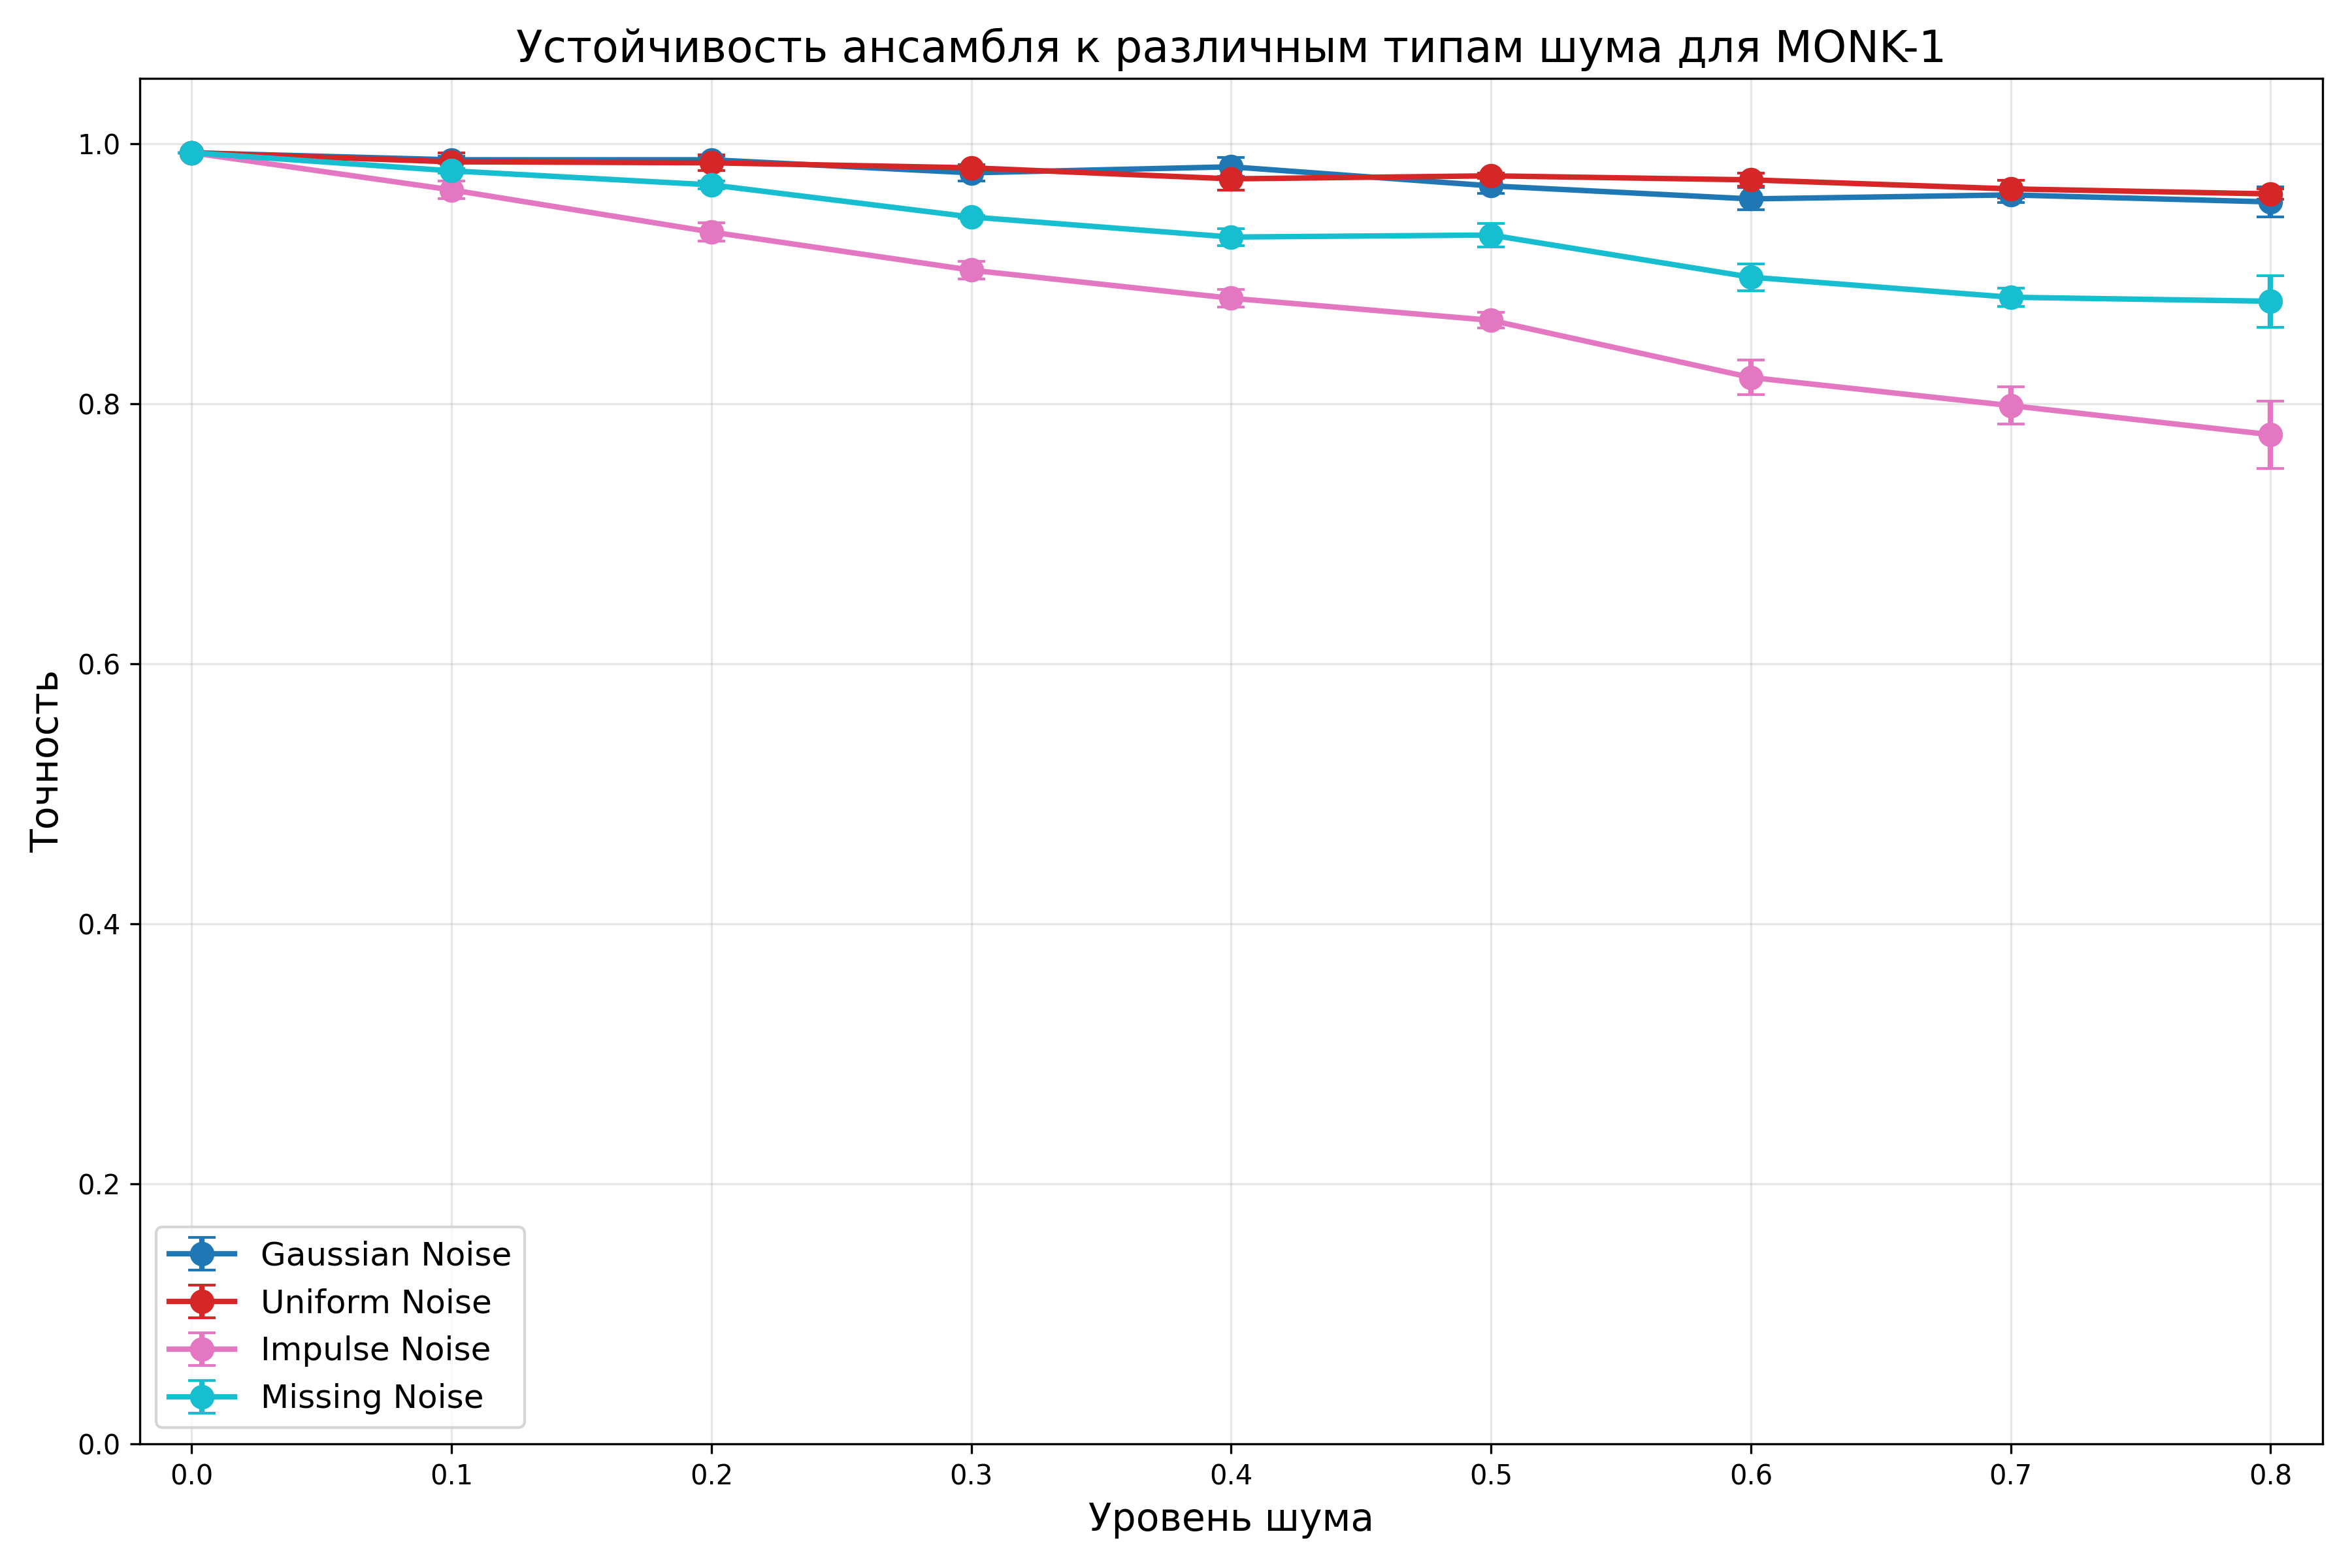 Устойчивость ансамбля к различным типам шума для MONK-1
Точность
1.0
0.8
0.6
0.4
0.2
0.0
Gaussian Noise
Uniform Noise
Impulse Noise
Missing Noise
0.0 0.1 0.2 0.3 0.4 0.5 0.6 0.7 0.8
Уровень шума